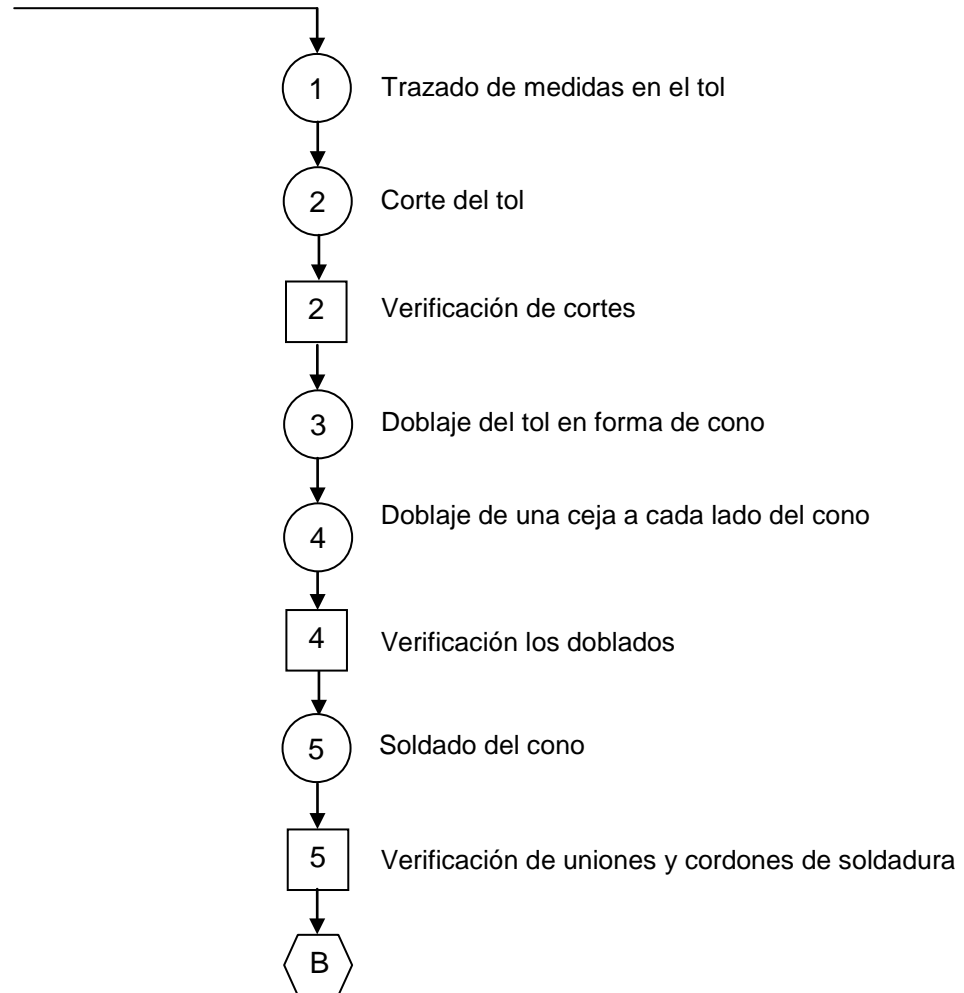 1 Trazado de medidas en el tol
2 Corte del tol
2 Verificación de cortes
3 Doblaje del tol en forma de cono
4 Doblaje de una ceja a cada lado del cono
4 Verificación los doblados
5 Soldado del cono
5 Verificación de uniones y cordones de soldadura
B